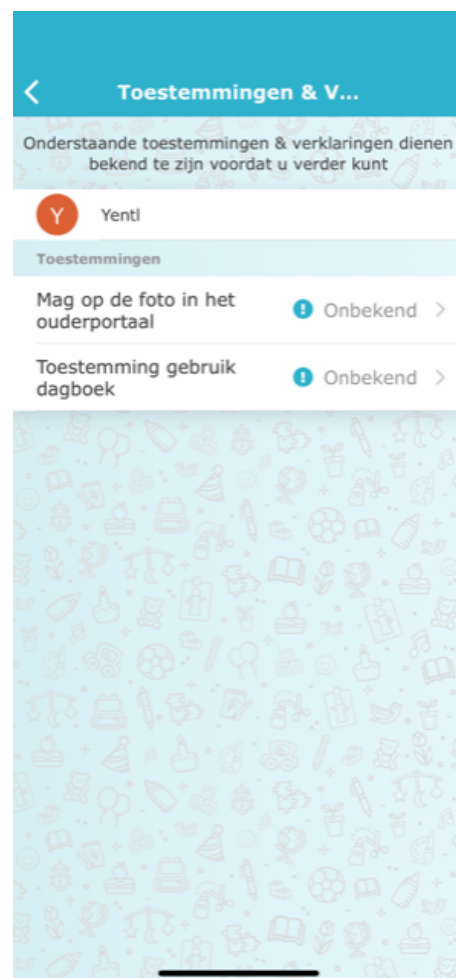 Toestemmingen & V...
Onderstaande toestemmingen & verklaringen dienen
bekend te zijn voordat u verder kunt
Y Yentl
Toestemmingen
Mag op de foto in het
ouderportaal
Onbekend
Toestemming gebruik
dagboek
Onbekend